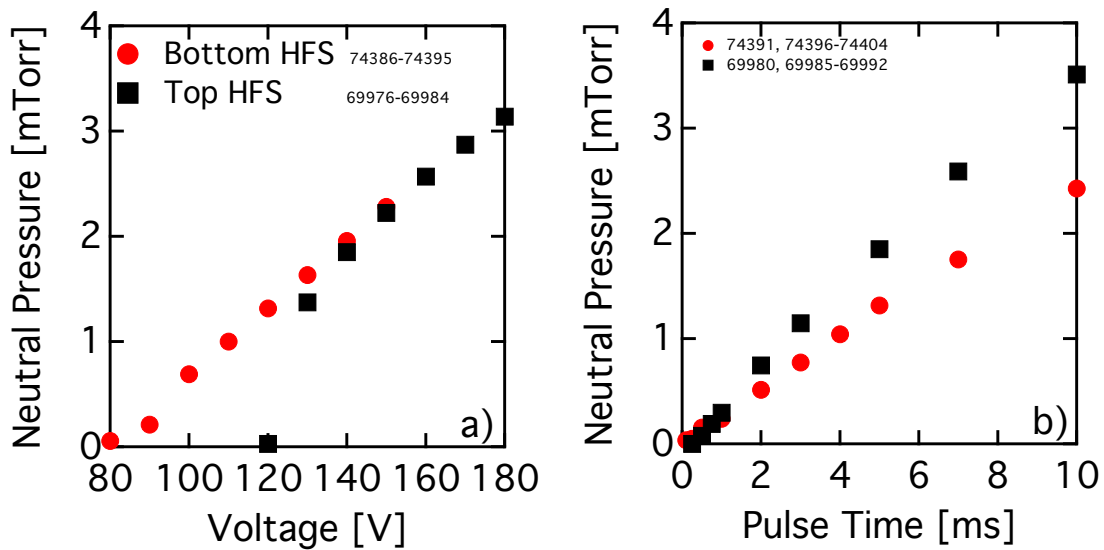 Neutral Pressure [mTorr]
4
3
2
1
0
Bottom HFS 74386-74395
Top HFS 69976-69984
a)
80 100 120 140 160 180
Voltage [V]
Neutral Pressure [mTorr]
4
3
2
1
0
74391, 74396-74404
69980, 69985-69992
b)
0 2 4 6 8 10
Pulse Time [ms]